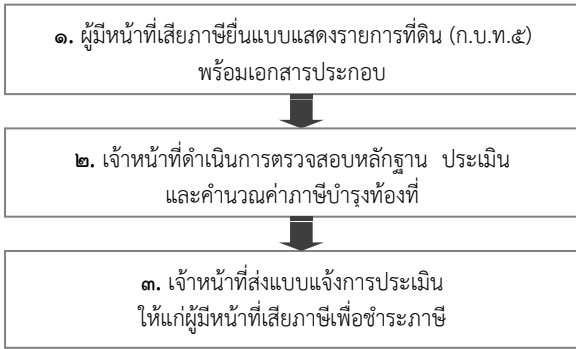 ๑. ผู้มีหน้าที่เสียภาษียื่นแบบแสดงรายการที่ดิน (ก.บ.ท.๕)
พร้อมเอกสารประกอบ
๒. เจ้าหน้าที่ดำเนินการตรวจสอบหลักฐาน ประเมิน
และคำนวณค่าภาษีบำรุงท้องที่
๓. เจ้าหน้าที่ส่งแบบแจ้งการประเมิน
ให้แก่ผู้มีหน้าที่เสียภาษีเพื่อชำระภาษี